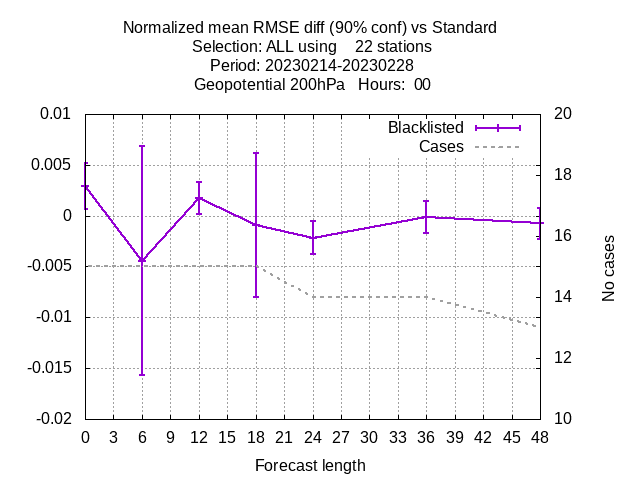 Normalized mean RMSE diff (90% conf) vs Standard
Selection: ALL using    22 stations
Period: 20230214-20230228
Geopotential 200hPa   Hours:  00
0.01
0.005
0
-0.005
-0.01
-0.015
-0.02
20
18
16
14
12
10
Blacklisted
Cases
No cases
0 3 6 9 12 15 18 21 24 27 30 33 36 39 42 45 48
Forecast length